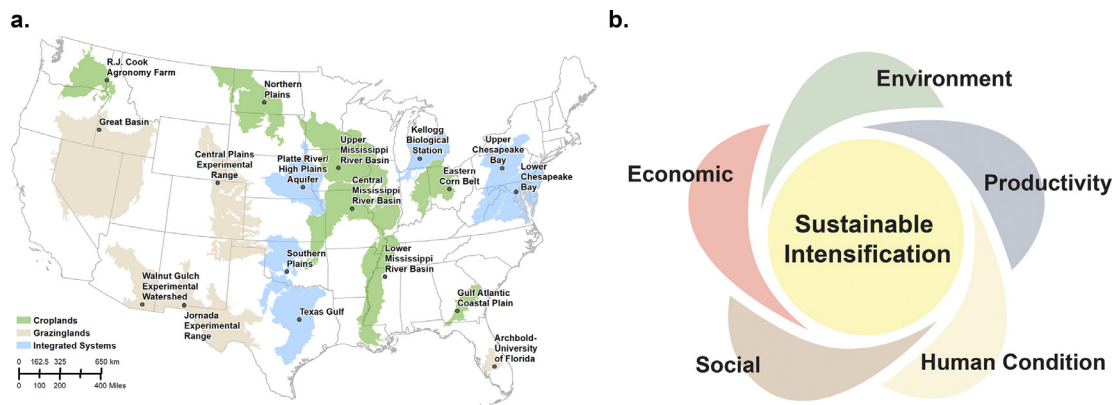 a.
R.J. Cook
Agronomy Farm
Northern
Plains
Great Basin
Central Plains
Experimental
Range
Platte River/
High Plains
Aquifer
Upper
Mississippi
River Basin
Central
Mississippi
River Basin
Kellogg
Biological
Station
Eastern
Corn Belt
Upper
Chesapeake
Bay
Lower
Chesapeake
Bay
Southern
Plains
Lower
Mississippi
River Basin
Walnut Gulch
Experimental
Watershed
Jornada
Experimental
Range
Texas Gulf
Gulf Atlantic
Coastal Plain
Archbold-
University
of Florida
Croplands
Grazinglands
Integrated Systems
0 162.5 325 650 km
0 100 200 400 Miles
b.
Environment
Economic
Productivity
Sustainable
Intensification
Social
Human Condition